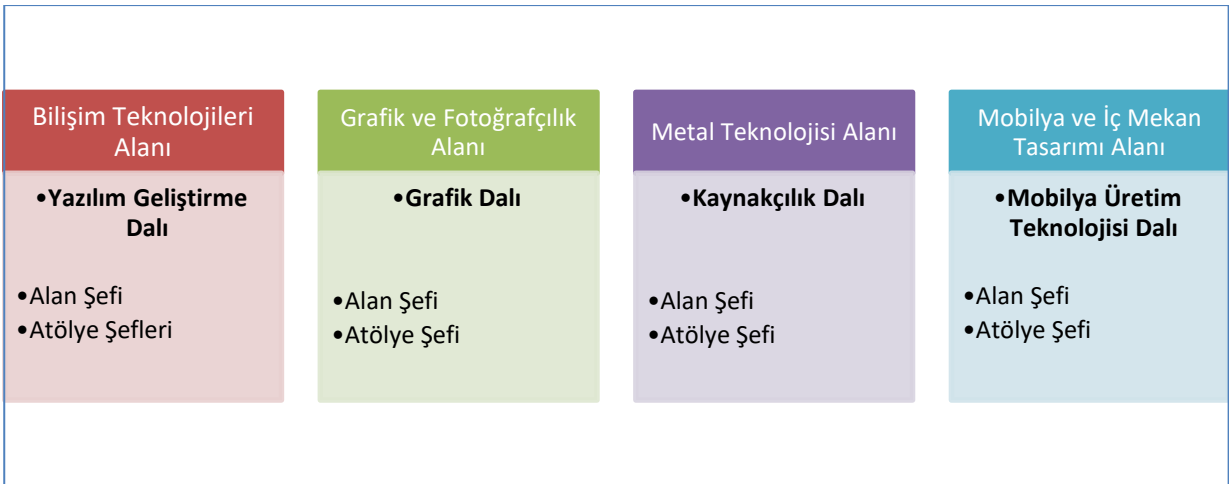 Bilişim Teknolojileri
Alanı
•Yazılım Geliştirme
Dalı
•Alan Şefi
•Atölye Şefleri
Grafik ve Fotoğrafçılık
Alanı
•Grafik Dalı
•Alan Şefi
•Atölye Şefi
Metal Teknolojisi Alanı
•Kaynakçılık Dalı
•Alan Şefi
•Atölye Şefi
Mobilya ve İç Mekan
Tasarımı Alanı
•Mobilya Üretim
Teknolojisi Dalı
•Alan Şefi
•Atölye Şefi